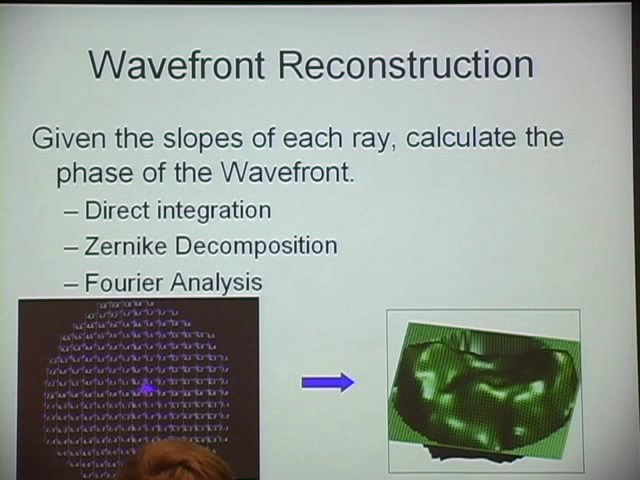 Wavefront Reconstruction
Given the slopes of each ray, calculate the
phase of the Wavefront.
– Direct integration
– Zernike Decomposition
– Fourier Analysis